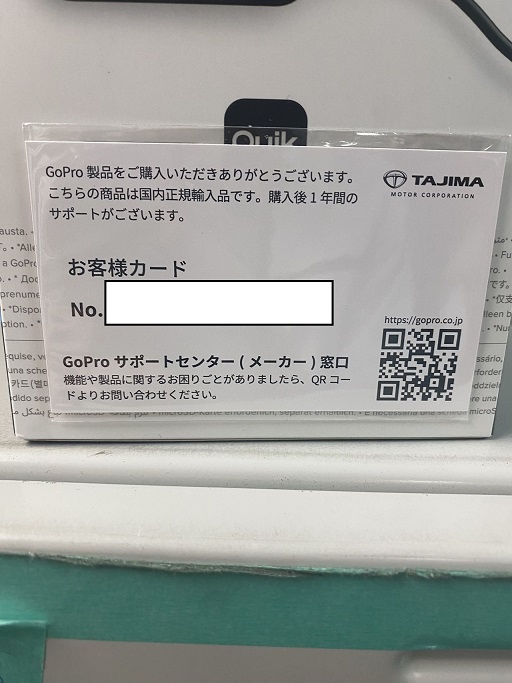 Quik
GoPro 製品をご購入いただきありがとうございます。
こちらの商品は国内正規輸入品です。購入後 1 年間の
サポートがございます。
TAJIMA
MOTOR CORPORATION
お客様カード
No.
https://gopro.co.jp
GoPro サポートセンター ( メーカー ) 窓口
機能や製品に関するお困りごとがありましたら、QR コー
ドよりお問い合わせください。